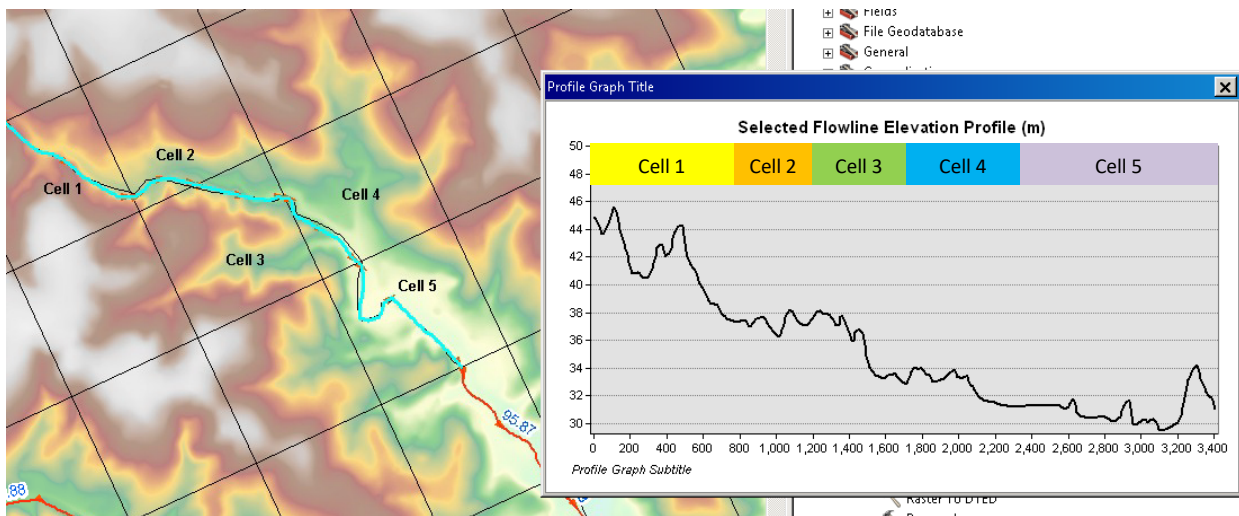 Fields
File Geodatabase
General
Profile Graph Title
Selected Flowline Elevation Profile (m)
Cell 1 Cell 2 Cell 3 Cell 4 Cell 5
50
48
46
44
42
40
38
36
34
32
30
0 200 400 600 800 1,000 1,200 1,400 1,600 1,800 2,000 2,200 2,400 2,600 2,800 3,000 3,200 3,400
Profile Graph Subtitle
Cell 2
Cell 1
Cell 4
Cell 3
Cell 5
95.87
.88
Raster To DTED